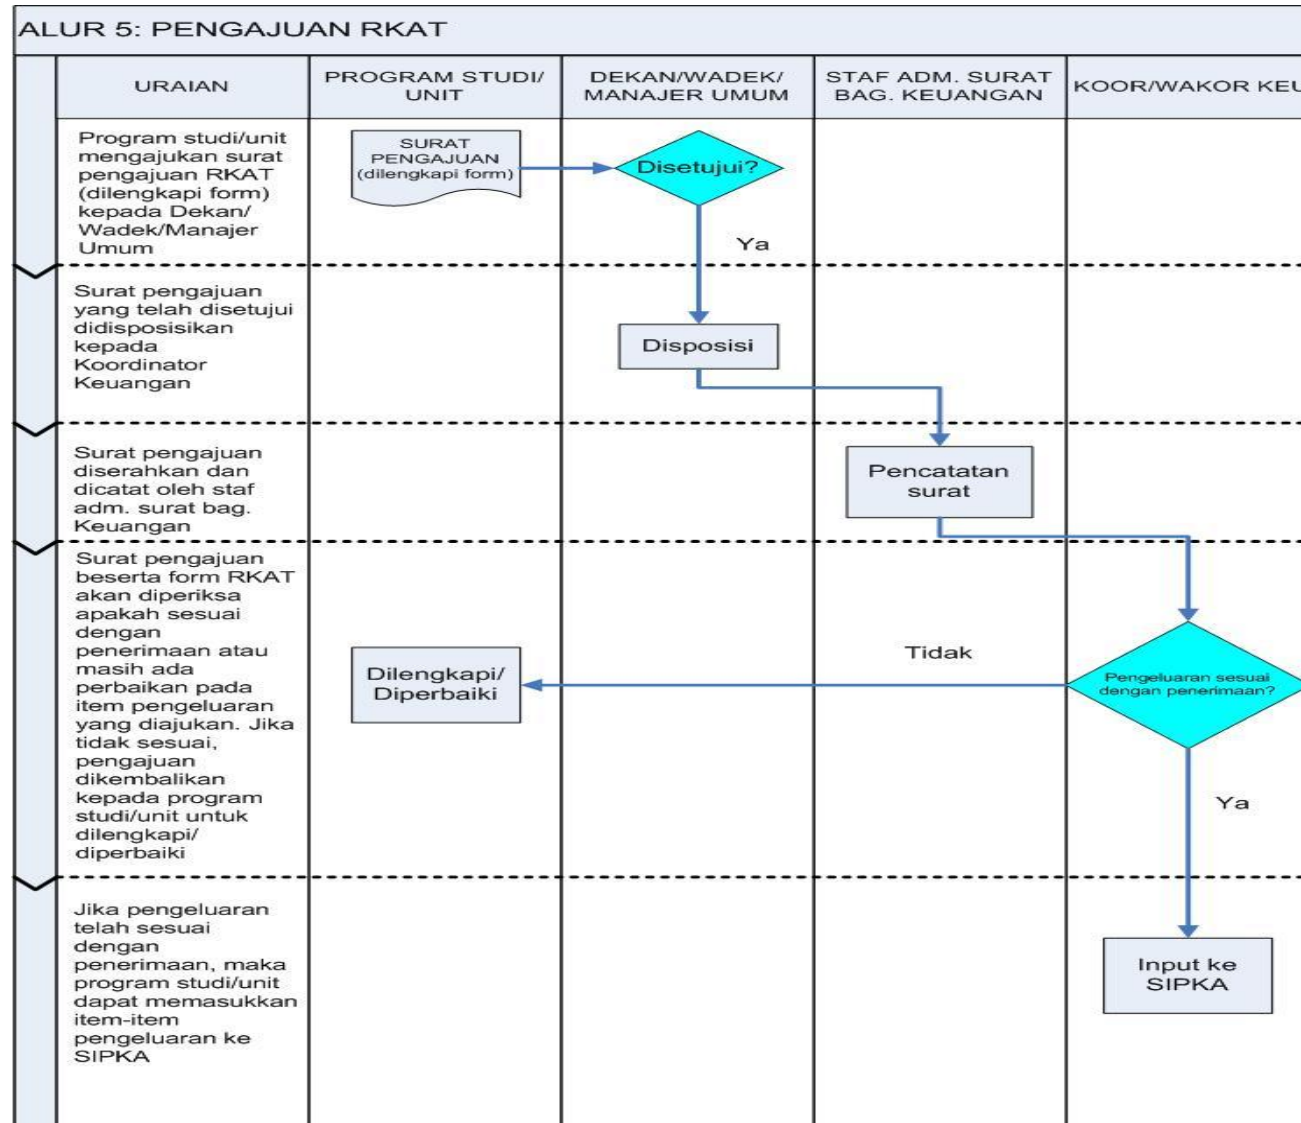 ALUR 5: PENGAJUAN RKAT
URAIAN
PROGRAM STUDI/
UNIT
DEKAN/WADEK/
MANAJER UMUM
STAF ADM. SURAT
BAG. KEUANGAN
KOOR/WAKOR KEU
Program studi/unit
mengajukan surat
pengajuan RKAT
(dilengkapi form)
kepada Dekan/
Wadek/Manajer
Umum
SURAT
PENGAJUAN
(dilengkapi form)
Disetujui?
Ya
Surat pengajuan
yang telah disetujui
didisposisikan
kepada
Koordinator
Keuangan
Disposisi
Surat pengajuan
diserahkan dan
dicatat oleh staf
adm. surat bag.
Keuangan
Pencatatan
surat
Surat pengajuan
beserta form RKAT
akan diperiksa
apakah sesuai
dengan
penerimaan atau
masih ada
perbaikan pada
item pengeluaran
yang diajukan. Jika
tidak sesuai,
pengajuan
dikembalikan
kepada program
studi/unit untuk
dilengkapi/
diperbaiki
Dilengkapi/
Diperbaiki
Tidak
Pengeluaran sesuai
dengan penerimaan?
Ya
Jika pengeluaran
telah sesuai
dengan
penerimaan, maka
program studi/unit
dapat memasukkan
item-item
pengeluaran ke
SIPKA
Input ke
SIPKA